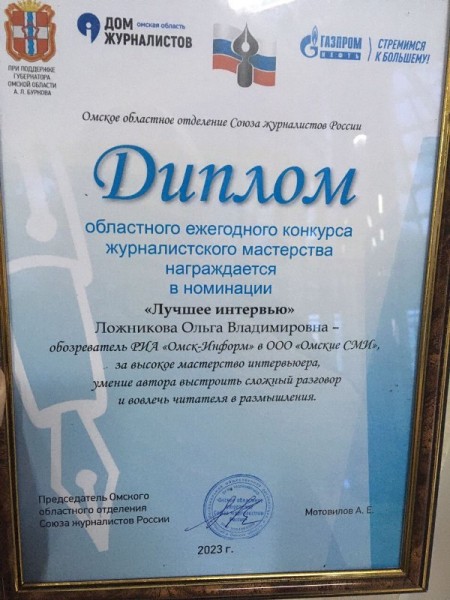 ПРИ ПОДДЕРЖКЕ
ГУБЕРНАТОРА
ОМСКОЙ ОБЛАСТИ
А. Л. БУРКОВА
ДОМ ОМСКАЯ ОБЛАСТЬ
ЖУРНАЛИСТОВ
ГАЗПРОМ
НЕФТЬ
СТРЕМИМСЯ
К БОЛЬШЕМУ!
Омское областное отделение Союза журналистов России
Диплом
областного ежегодного конкурса
журналистского мастерства
награждается
в номинации
«Лучшее интервью»
Ложникова Ольга Владимировна –
обозреватель РИА «Омск-Информ» в ООО «Омские СМИ»,
за высокое мастерство интервьюера,
умение автора выстроить сложный разговор
и вовлечь читателя в размышления.
Председатель Омского
областного отделения
Союза журналистов России
Мотовилов А. Е.
2023 г.